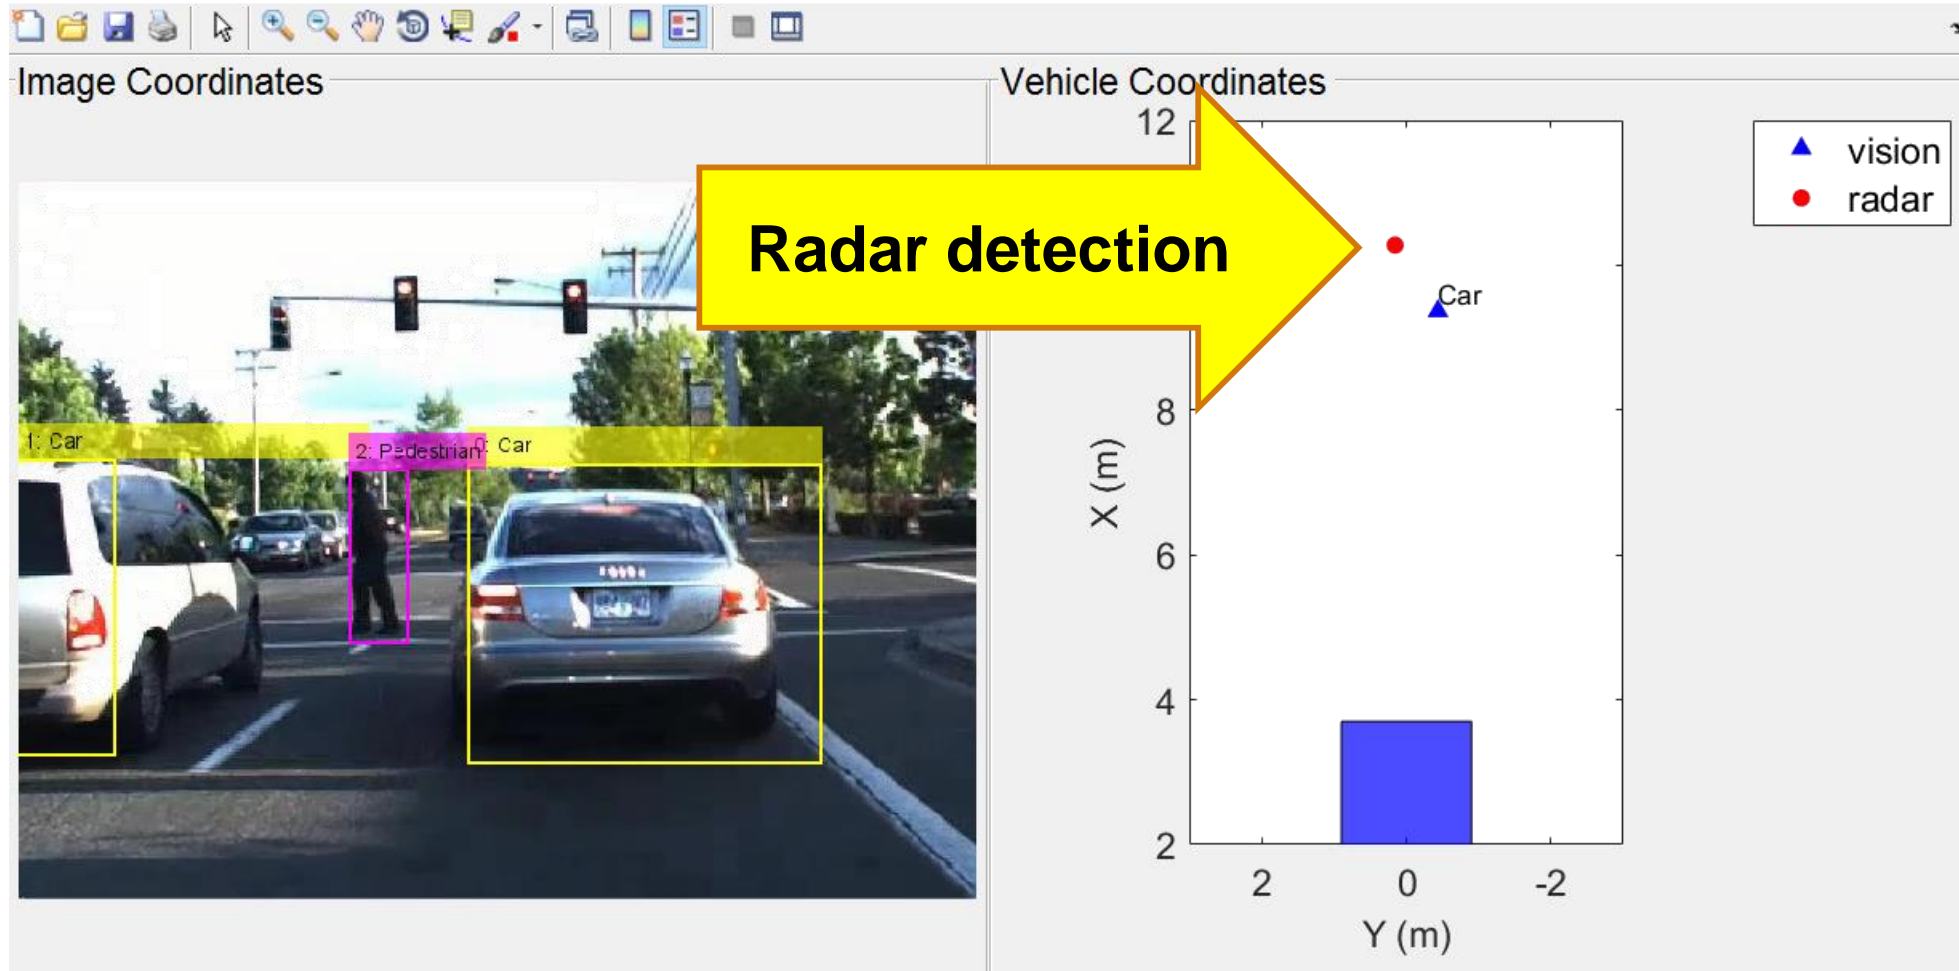 Image Coordinates
1: Car
2: Pedestrian
0: Car
Radar detection
Vehicle Coordinates
12
8
6
4
2
X (m)
2 0 -2
Y (m)
Car
vision
radar